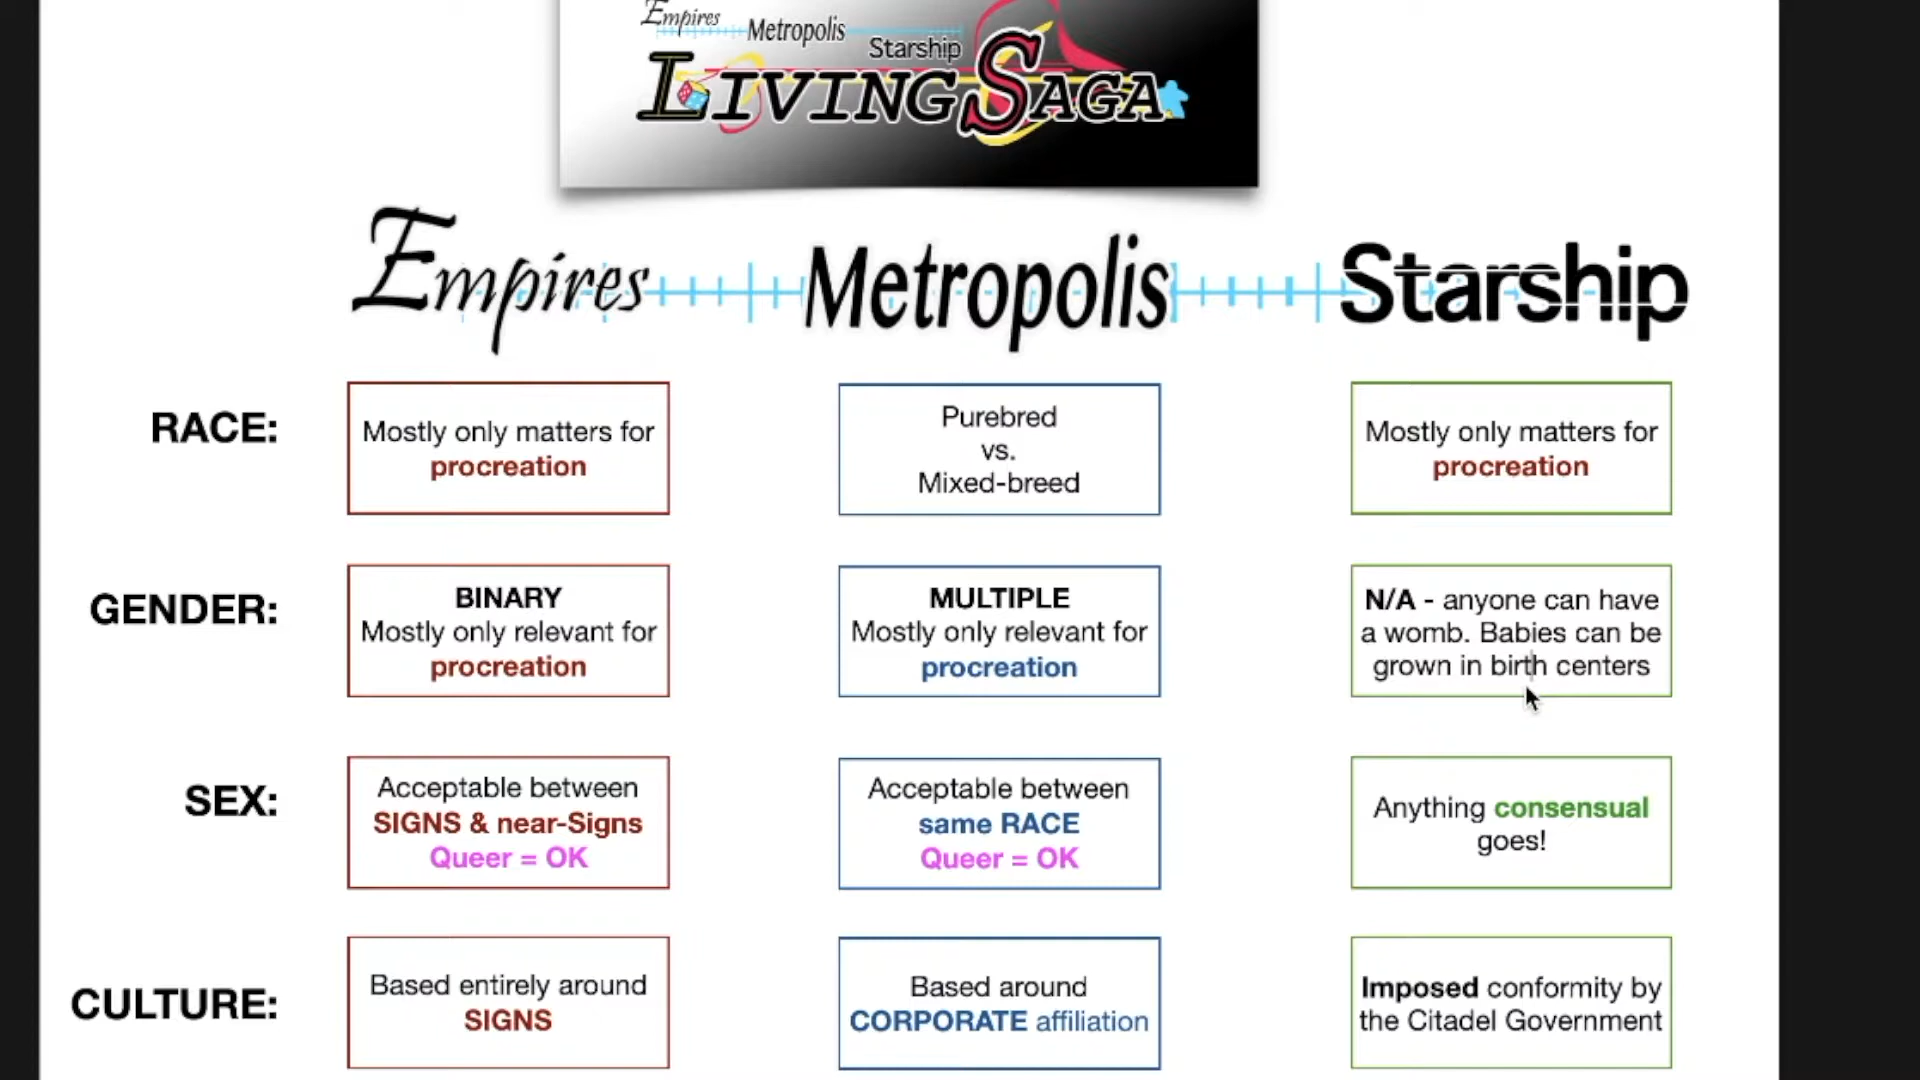 Empires
Metropolis
Starship
LIVING SAGA
Empires Metropolis Starship
RACE:
Mostly only matters for
procreation
Purebred
vs.
Mixed-breed
Mostly only matters for
procreation
GENDER:
BINARY
Mostly only relevant for
procreation
MULTIPLE
Mostly only relevant for
procreation
N/A - anyone can have
a womb. Babies can be
grown in birth centers
SEX:
Acceptable between
SIGNS & near-Signs
Queer = OK
Acceptable between
same RACE
Queer = OK
Anything consensual
goes!
CULTURE:
Based entirely around
SIGNS
Based around
CORPORATE affiliation
Imposed conformity by
the Citadel Government